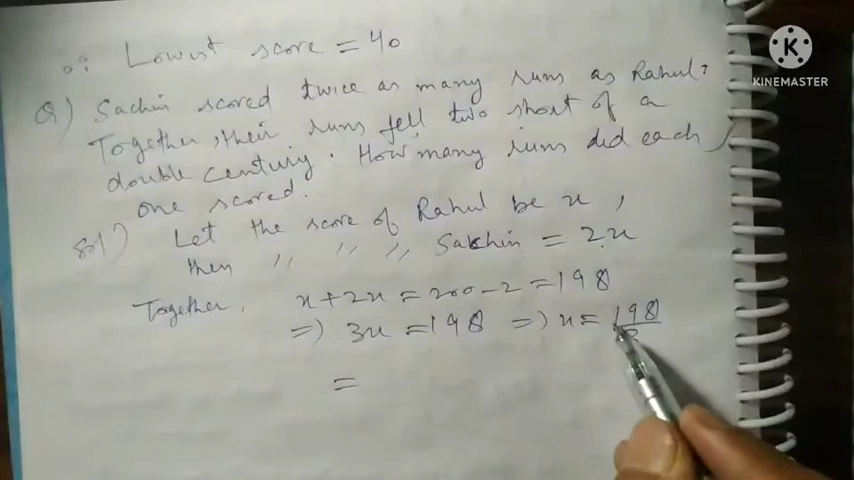 ∴ Lowest score = 40
Q) Sachin scored twice as many runs as Rahul.
Together, their runs fell two short of a
double century. How many runs did each
one scored.
Sol) Let the score of Rahul be x,
then " " " Sachin = 2x
Together, x+2x = 200-2 = 198
=> 3x = 198 => x = 198
=
K
KINEMASTER